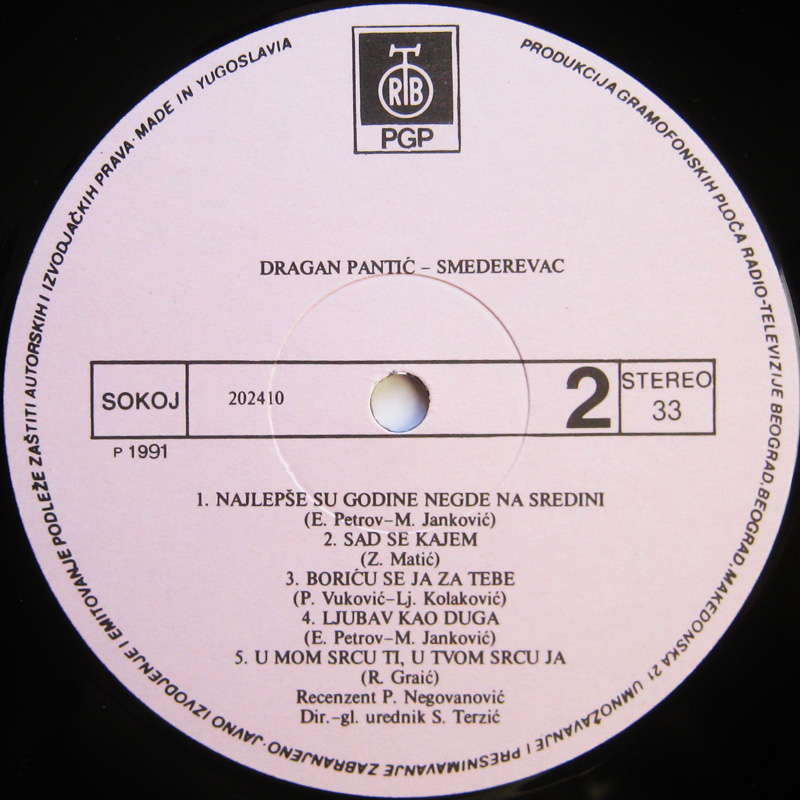 RTB
PGP
PRODUKCIJA GRAMOFONSKIH PLOČA RADIO-TELEVIZIJE BEOGRAD, BEOGRAD, MAKEDONSKA 21 UMNOŽAVANJE I PRESNIMAVANJE ZABRANJENO · JAVNO IZVODJENJE I EMITOVANJE PODLEŽE ZAŠTITI AUTORSKIH I IZVODJAČKIH PRAVA · MADE IN YUGOSLAVIA
DRAGAN PANTIĆ – SMEDEREVAC
SOKOJ
202410
2
STEREO
33
P 1991
1. NAJLEPŠE SU GODINE NEGDE NA SREDINI
(E. Petrov–M. Janković)
2. SAD SE KAJEM
(Z. Matić)
3. BORIĆU SE JA ZA TEBE
(P. Vuković–Lj. Kolaković)
4. LJUBAV KAO DUGA
(E. Petrov–M. Janković)
5. U MOM SRCU TI, U TVOM SRCU JA
(R. Graić)
Recenzent P. Negovanović
Dir.–gl. urednik S. Terzić